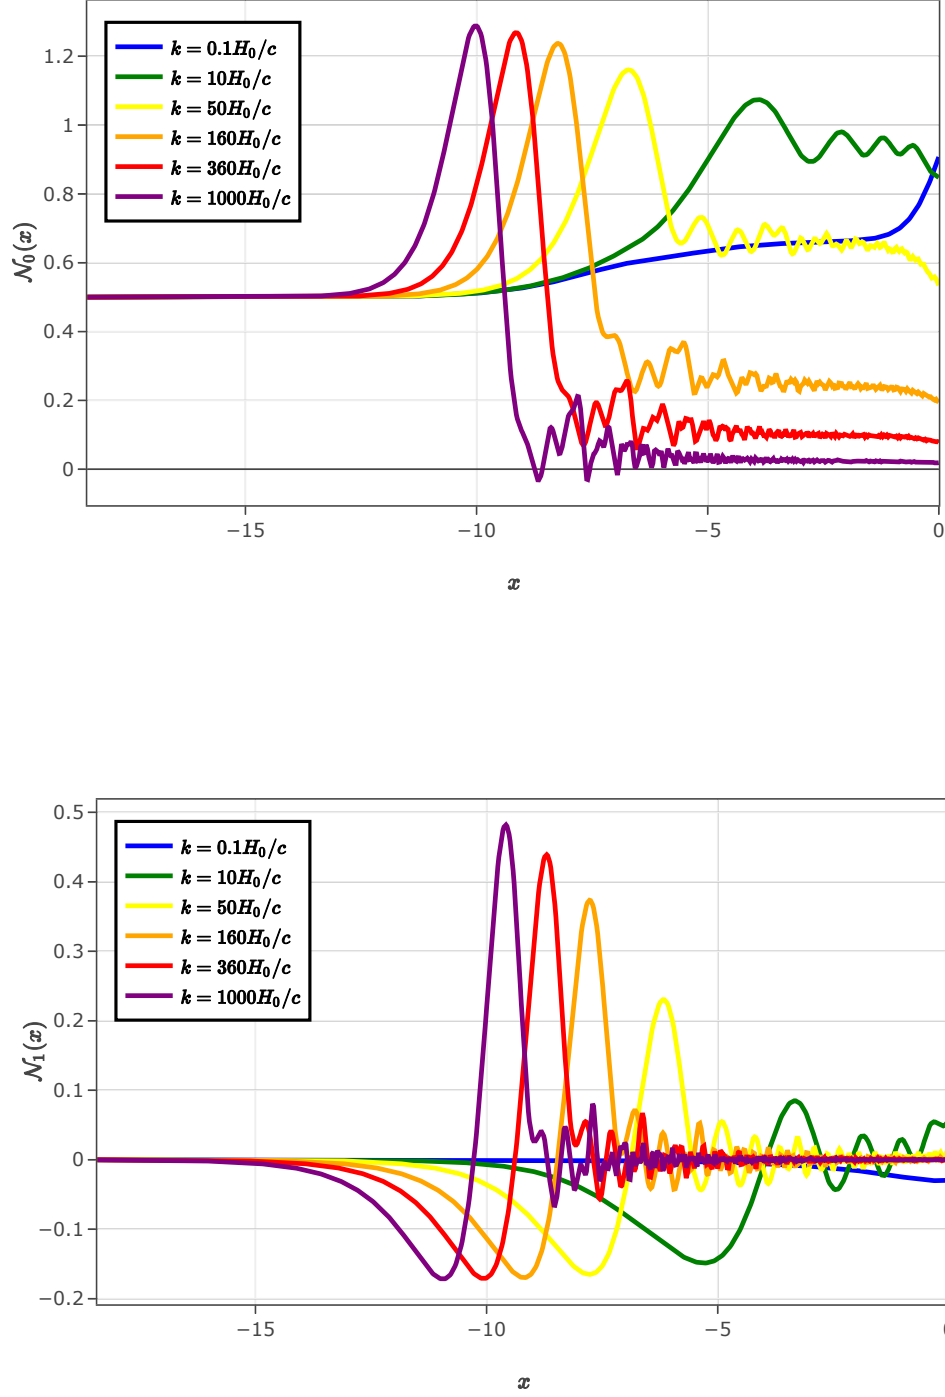 k = 0.1H₀/c
k = 10H₀/c
k = 50H₀/c
k = 160H₀/c
k = 360H₀/c
k = 1000H₀/c
1.2
1
0.8
0.6
0.4
0.2
0
𝒩₀(x)
−15
−10
−5
0
x
k = 0.1H₀/c
k = 10H₀/c
k = 50H₀/c
k = 160H₀/c
k = 360H₀/c
k = 1000H₀/c
0.5
0.4
0.3
0.2
0.1
0
−0.1
−0.2
𝒩₁(x)
−15
−10
−5
x